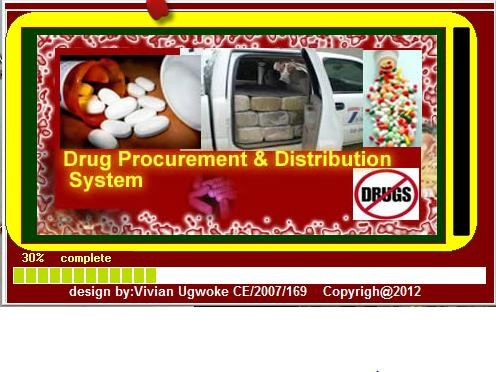 Drug Procurement & Distribution
System
DRUGS
30% complete
design by:Vivian Ugwoke CE/2007/169 Copyrigh@2012